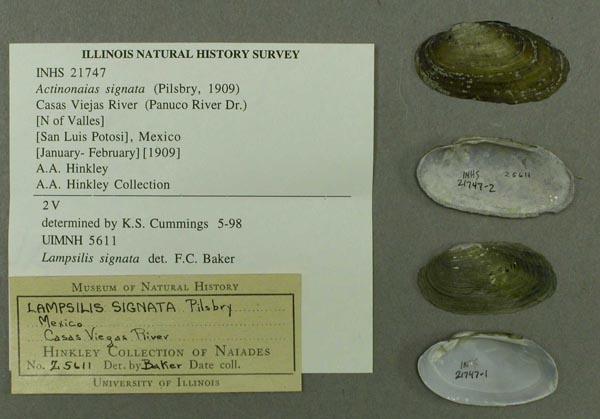 ILLINOIS NATURAL HISTORY SURVEY
INHS 21747
Actinonaias signata (Pilsbry, 1909)
Casas Viejas River (Panuco River Dr.)
[N of Valles]
[San Luis Potosi], Mexico
[January- February] [1909]
A.A. Hinkley
A.A. Hinkley Collection
2 V
determined by K.S. Cummings 5-98
UIMNH 5611
Lampsilis signata det. F.C. Baker
MUSEUM OF NATURAL HISTORY
LAMPSILIS SIGNATA Pilsbry
Mexico
Casas Viegas River
HINKLEY COLLECTION OF NAIADES
No. Z5611 Det. by Baker Date coll.
UNIVERSITY OF ILLINOIS
INHS Z5611
21747-2
INHS
21747-1